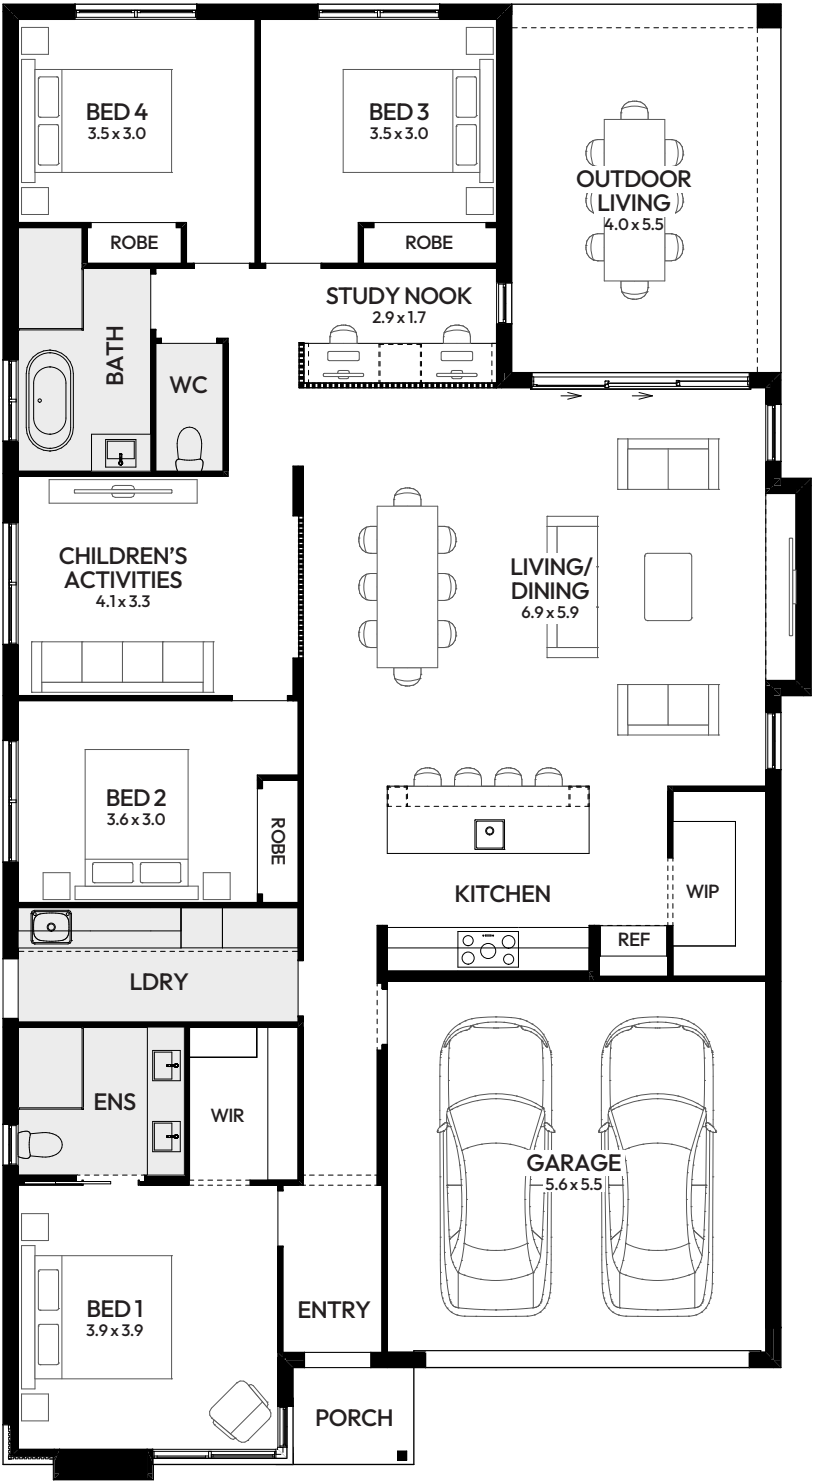 BED 4
3.5 x 3.0
BED 3
3.5 x 3.0
OUTDOOR
LIVING
4.0 x 5.5
ROBE
ROBE
STUDY NOOK
2.9 x 1.7
BATH
WC
CHILDREN'S
ACTIVITIES
4.1 x 3.3
LIVING/
DINING
6.9 x 5.9
BED 2
3.6 x 3.0
ROBE
KITCHEN
WIP
REF
LDRY
ENS
WIR
GARAGE
5.6 x 5.5
BED 1
3.9 x 3.9
ENTRY
PORCH